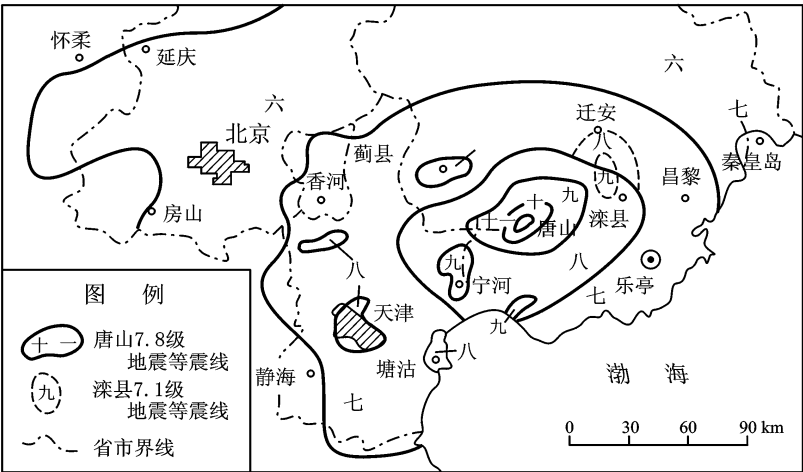 怀柔
延庆
六
六
北京
蓟县
迁安
七
八
秦皇岛
香河
九
昌黎
十
九
房山
十一
唐山
滦县
八
九
八
宁河
七
乐亭
图 例
天津
九
十一
唐山7.8级
地震等震线
塘沽
八
渤 海
静海
九
滦县7.1级
地震等震线
七
省市界线
0 30 60 90 km